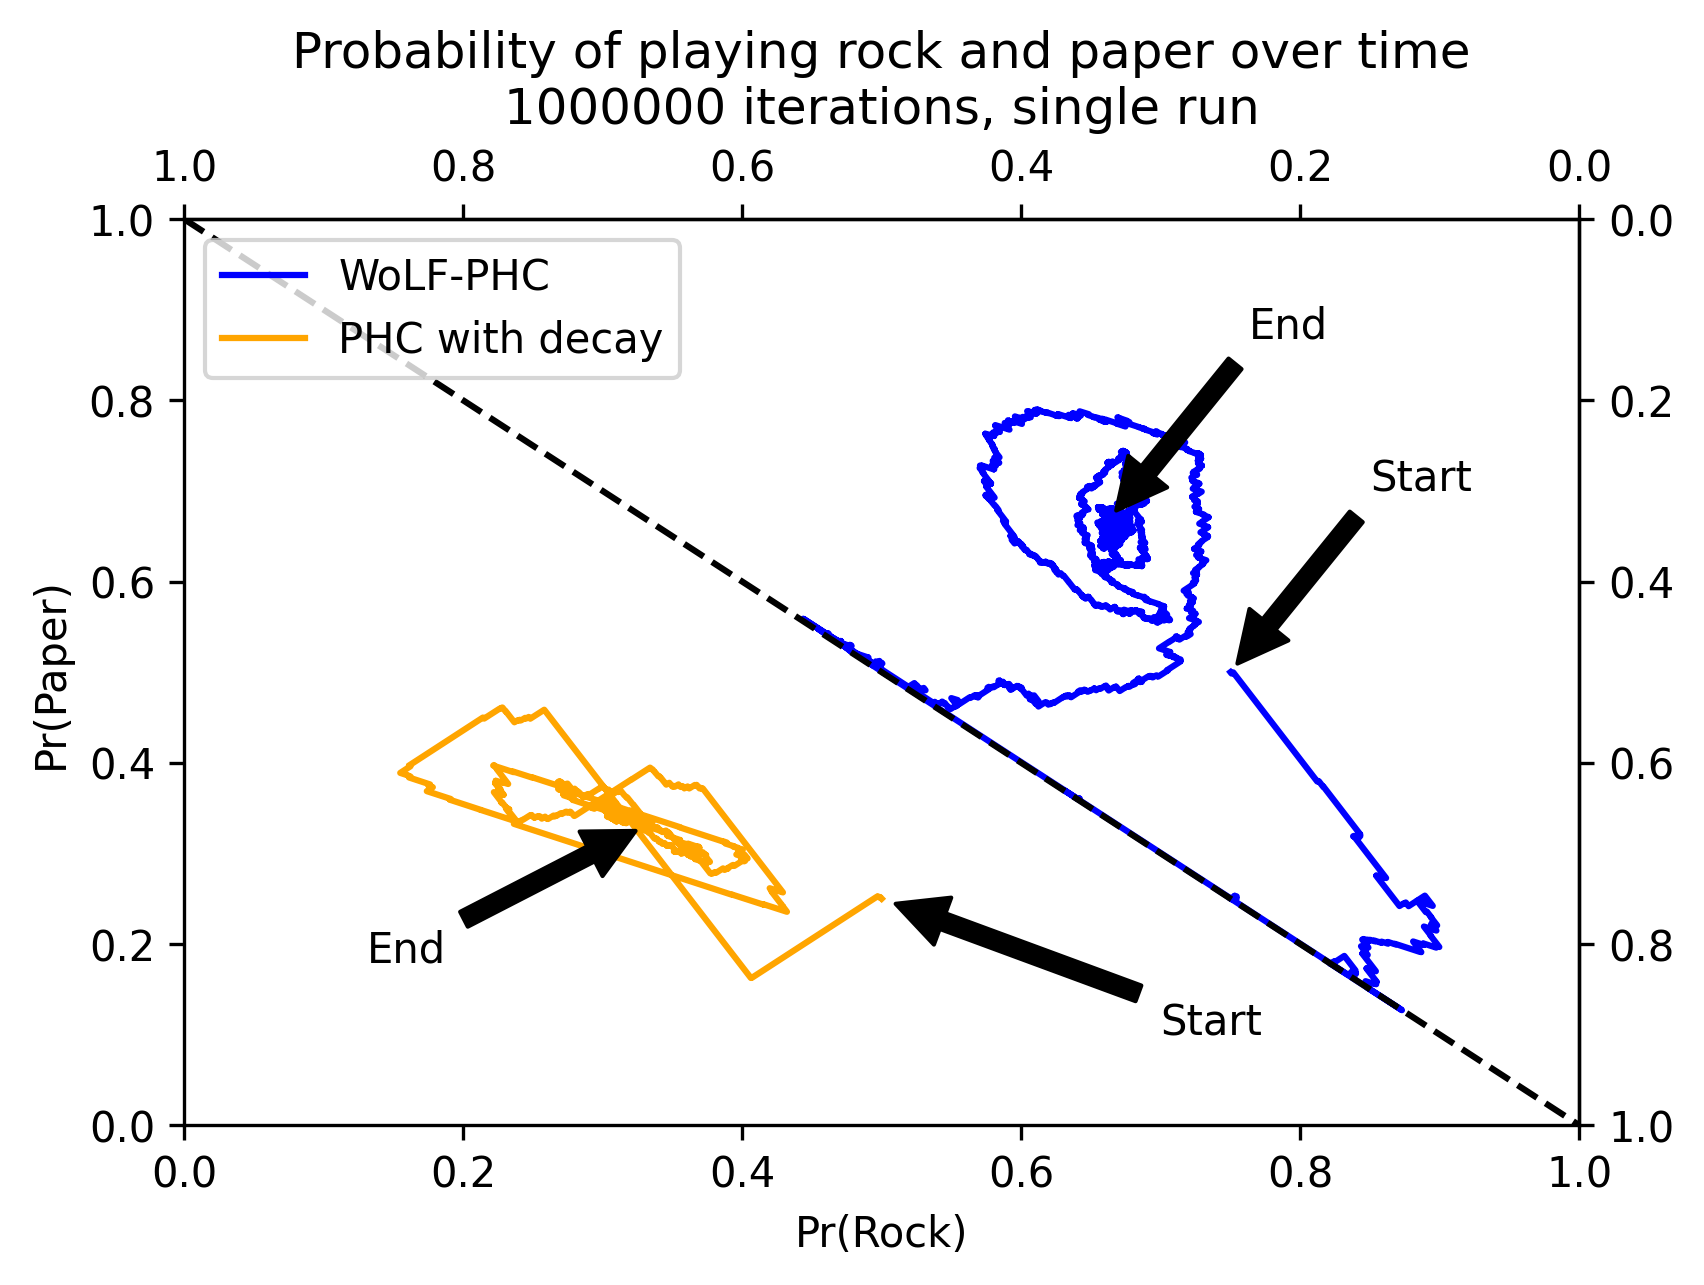 Probability of playing rock and paper over time
1000000 iterations, single run
1.0 0.8 0.6 0.4 0.2 0.0
1.0 0.0
WoLF-PHC
PHC with decay
End
0.8 0.2
Start
0.6 0.4
Pr(Paper)
0.4 0.6
End
0.2 0.8
Start
0.0 1.0
0.0 0.2 0.4 0.6 0.8 1.0
Pr(Rock)